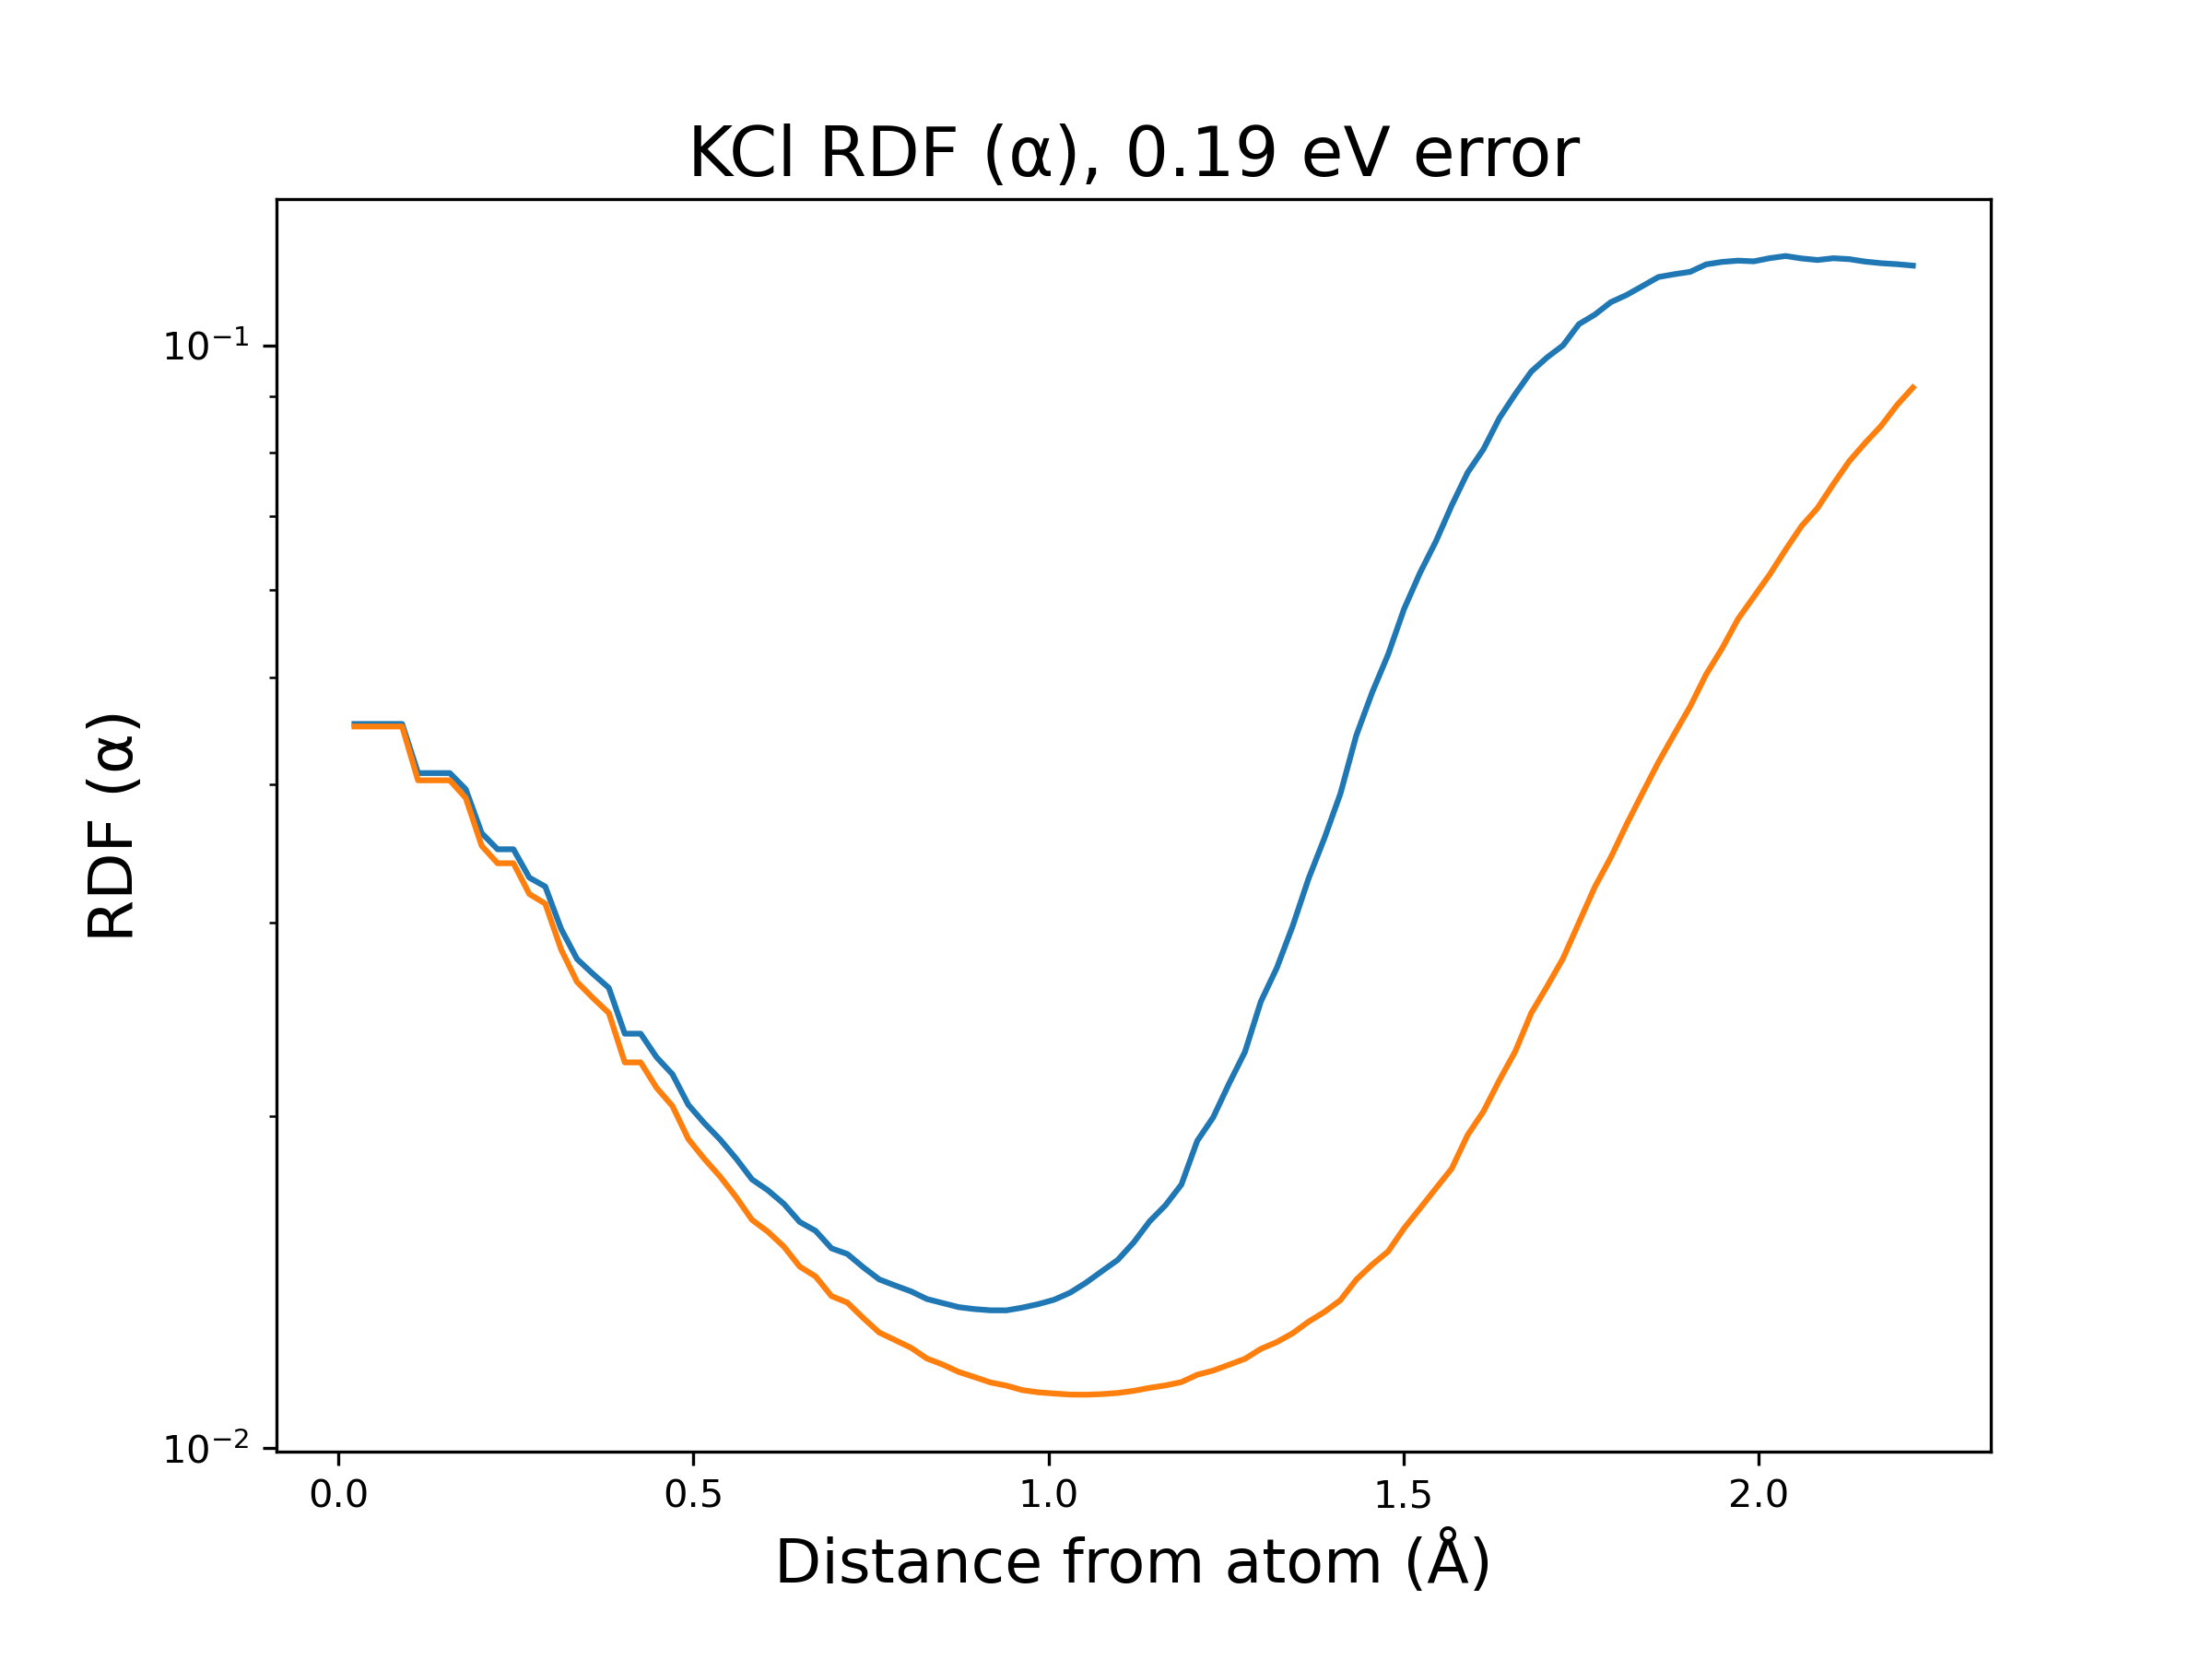 KCl RDF (α), 0.19 eV error
RDF (α)
10⁻¹
10⁻²
0.0 0.5 1.0 1.5 2.0
Distance from atom (Å)